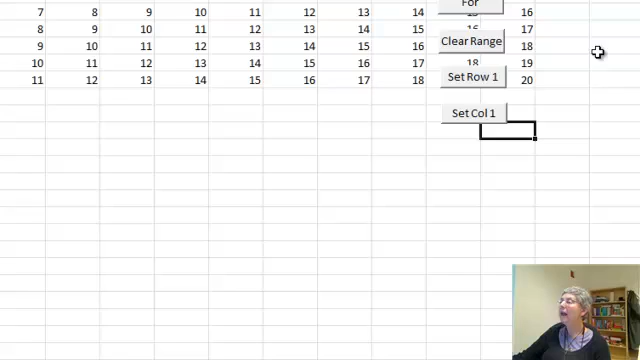 7 8 9 10 11 12 13 14 15 16
For
8 9 10 11 12 13 14 15 16 17
9 10 11 12 13 14 15 16 Clear Range 18
10 11 12 13 14 15 16 17 18 19
11 12 13 14 15 16 17 18 Set Row 1 20
Set Col 1